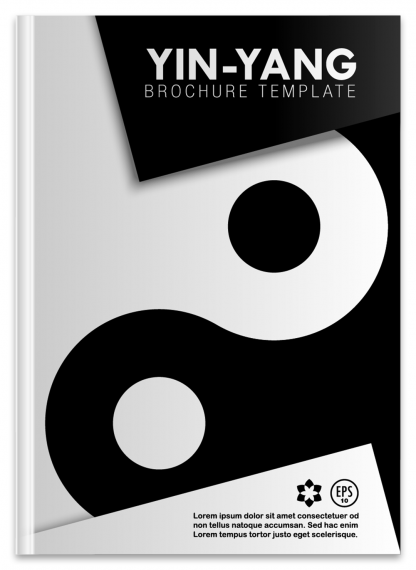 YIN-YANG
BROCHURE TEMPLATE
EPS
10
Lorem ipsum dolor sit amet consectetuer od
non tellus natoque accumsan. Sed hac enim
Lorem tempus tortor justo eget scelerisque.